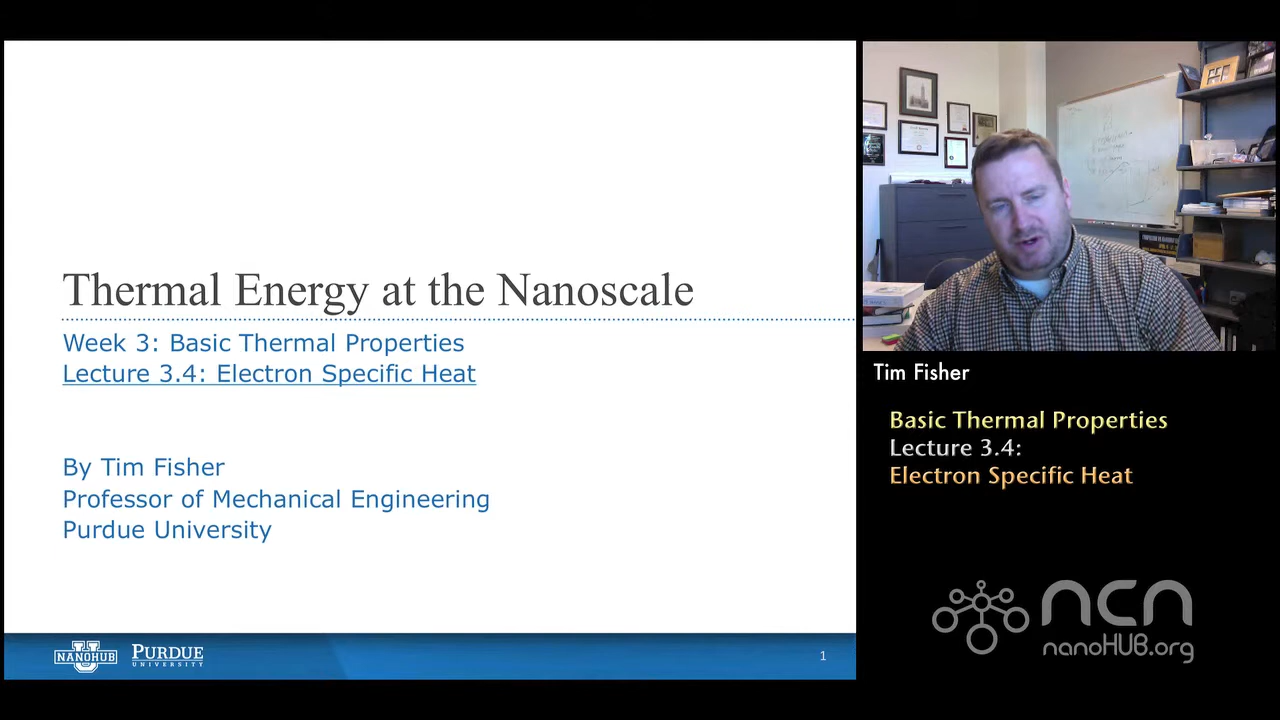 Thermal Energy at the Nanoscale
Week 3: Basic Thermal Properties
Lecture 3.4: Electron Specific Heat
By Tim Fisher
Professor of Mechanical Engineering
Purdue University
NANOHUB
U
PURDUE
UNIVERSITY
1
Tim Fisher
Basic Thermal Properties
Lecture 3.4:
Electron Specific Heat
ncn
nanoHUB.org